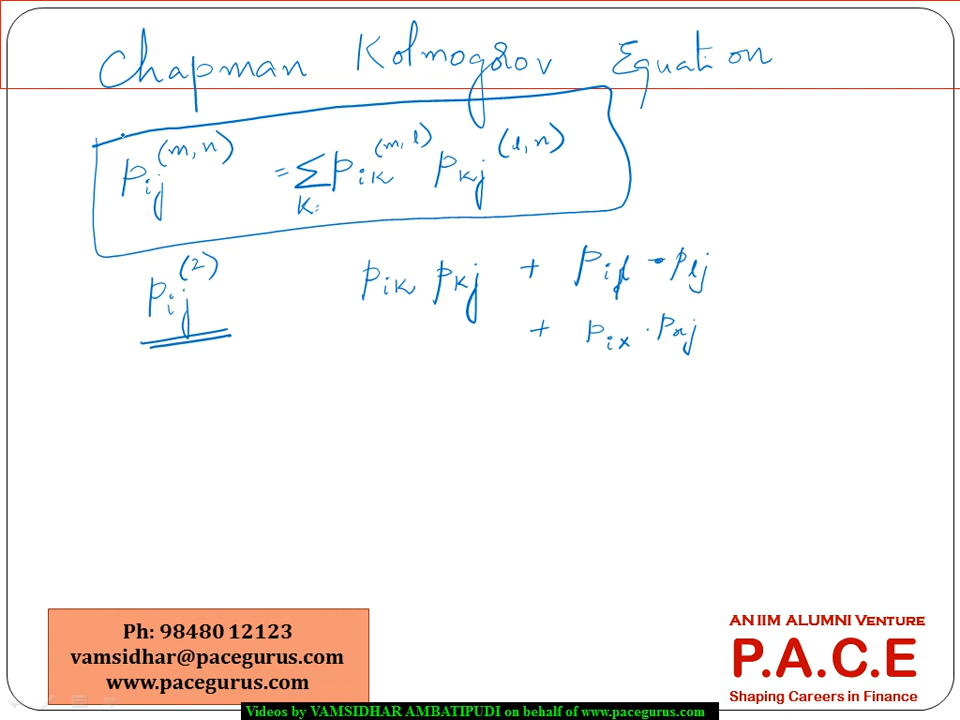 Chapman Kolmogorov Equation
p_ij^(m,n) = Σ_K: p_ik^(m,l) p_kj^(l,n)
p_ij^(2) p_ik p_kj + p_il · p_lj
+ p_ix · p_xj
Ph: 98480 12123
vamsidhar@pacegurus.com
www.pacegurus.com
AN IIM ALUMNI VENTURE
P.A.C.E
Shaping Careers in Finance
Videos by VAMSIDHAR AMBATIPUDI on behalf of www.pacegurus.com